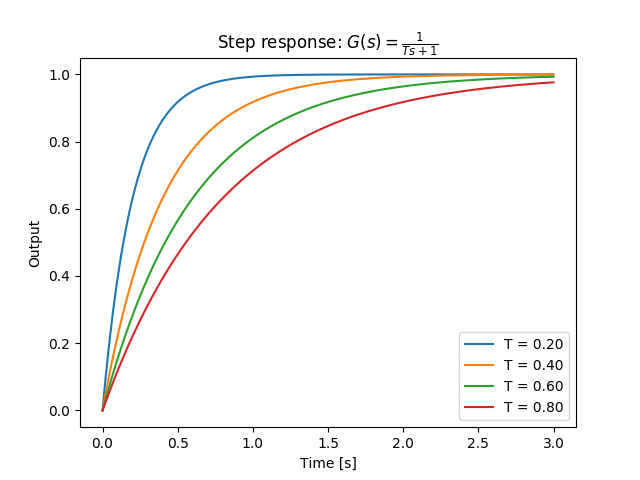 Step response: $G(s) = \frac{1}{Ts+1}$
1.0
0.8
0.6
0.4
0.2
0.0
Output
0.0 0.5 1.0 1.5 2.0 2.5 3.0
Time [s]
T = 0.20
T = 0.40
T = 0.60
T = 0.80